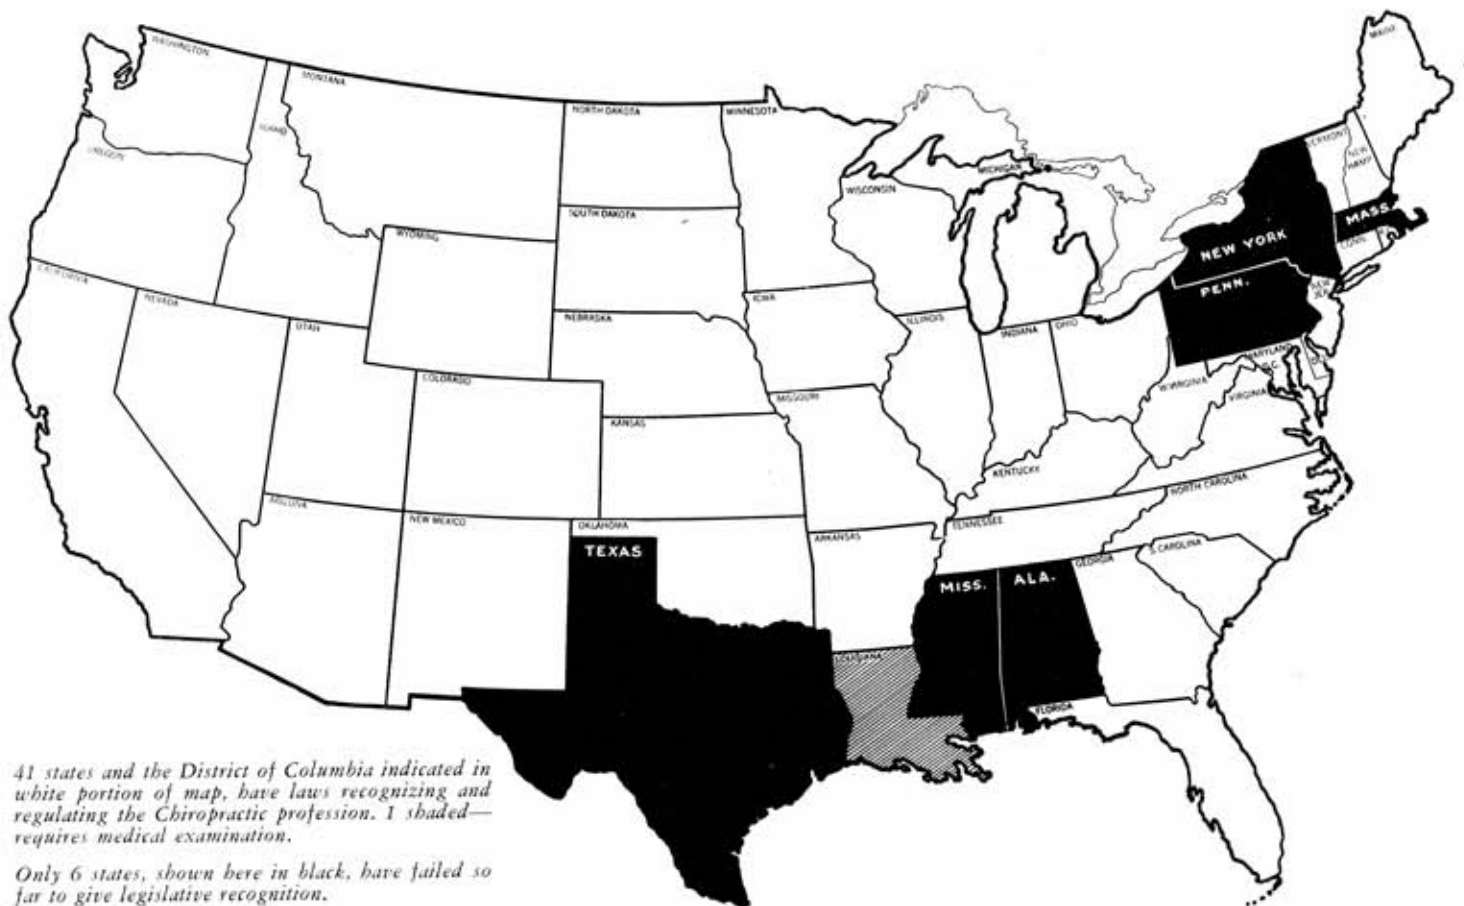 WASHINGTON
MONTANA
NORTH DAKOTA
MINNESOTA
MAINE
IDAHO
OREGON
VERMONT
NEW
HAMP
MICHIGAN
WISCONSIN
SOUTH DAKOTA
WYOMING
MASS.
NEW YORK
CONN.
CALIFORNIA
NEVADA
UTAH
IOWA
PENN.
NEW
JER
NEBRASKA
ILLINOIS
INDIANA
OHIO
COLORADO
MARYLAND
D.C.
W. VIRGINIA
VIRGINIA
MISSOURI
KANSAS
KENTUCKY
ARIZONA
NEW MEXICO
OKLAHOMA
ARKANSAS
TENNESSEE
NORTH CAROLINA
TEXAS
MISS.
ALA.
GEORGIA
S. CAROLINA
LOUISIANA
FLORIDA
41 states and the District of Columbia indicated in
white portion of map, have laws recognizing and
regulating the Chiropractic profession. 1 shaded—
requires medical examination.
Only 6 states, shown here in black, have failed so
far to give legislative recognition.